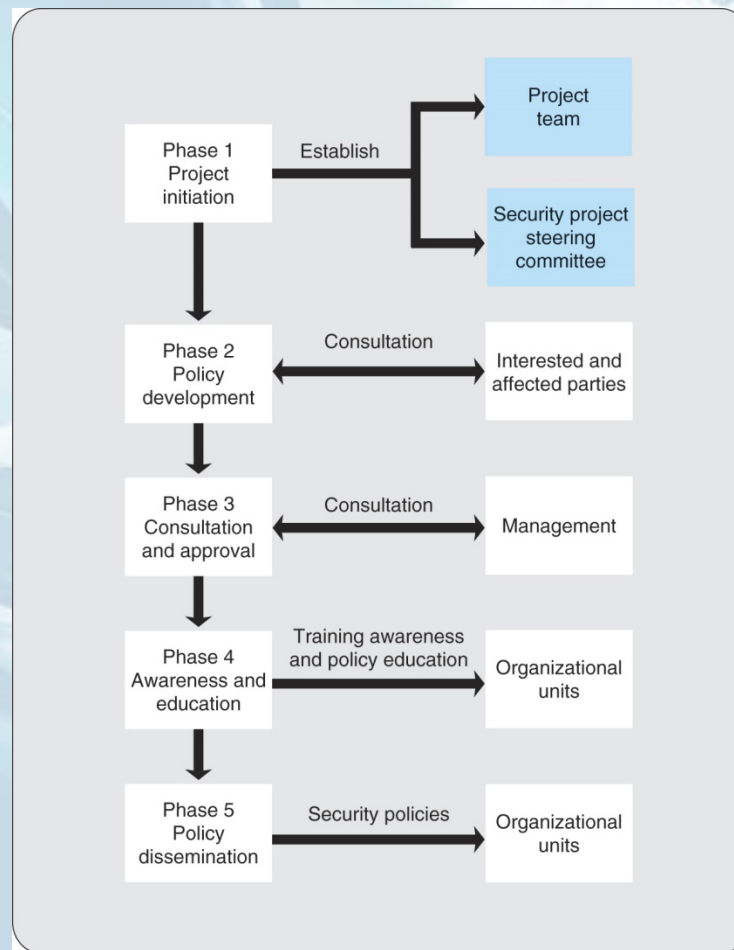 Project
team
Phase 1
Project
initiation
Establish
Security project
steering
committee
Phase 2
Policy
development
Consultation
Interested and
affected parties
Phase 3
Consultation
and approval
Consultation
Management
Phase 4
Awareness and
education
Training awareness
and policy education
Organizational
units
Phase 5
Policy
dissemination
Security policies
Organizational
units